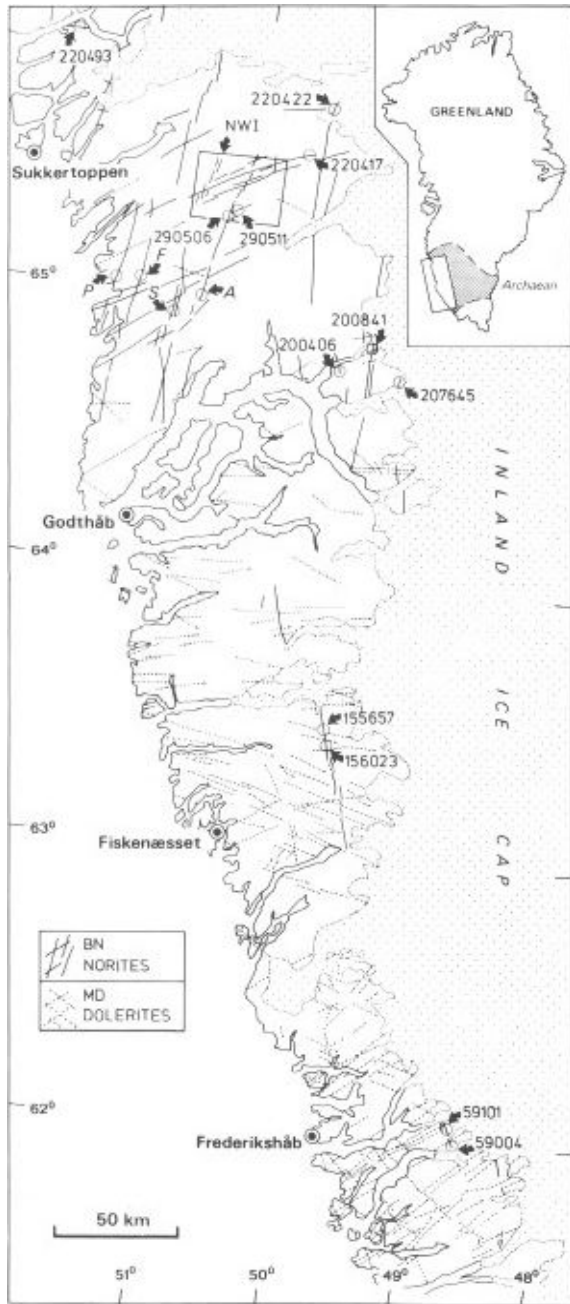 220493
220422
GREENLAND
NWI
Sukkertoppen
220417
290506
290511
65°
F
Archaean
P
S
A
200841
200406
207645
INLAND
Godthåb
64°
ICE
155657
156023
63°
Fiskenæsset
CAP
BN
NORITES
MD
DOLERITES
62°
59101
Frederikshåb
59004
50 km
51°
50°
49°
48°